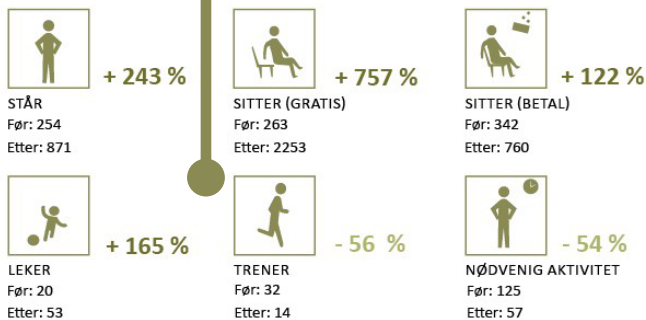 + 243 %
STÅR
Før: 254
Etter: 871
+ 757 %
SITTER (GRATIS)
Før: 263
Etter: 2253
+ 122 %
SITTER (BETAL)
Før: 342
Etter: 760
+ 165 %
LEKER
Før: 20
Etter: 53
- 56 %
TRENER
Før: 32
Etter: 14
- 54 %
NØDVENIG AKTIVITET
Før: 125
Etter: 57